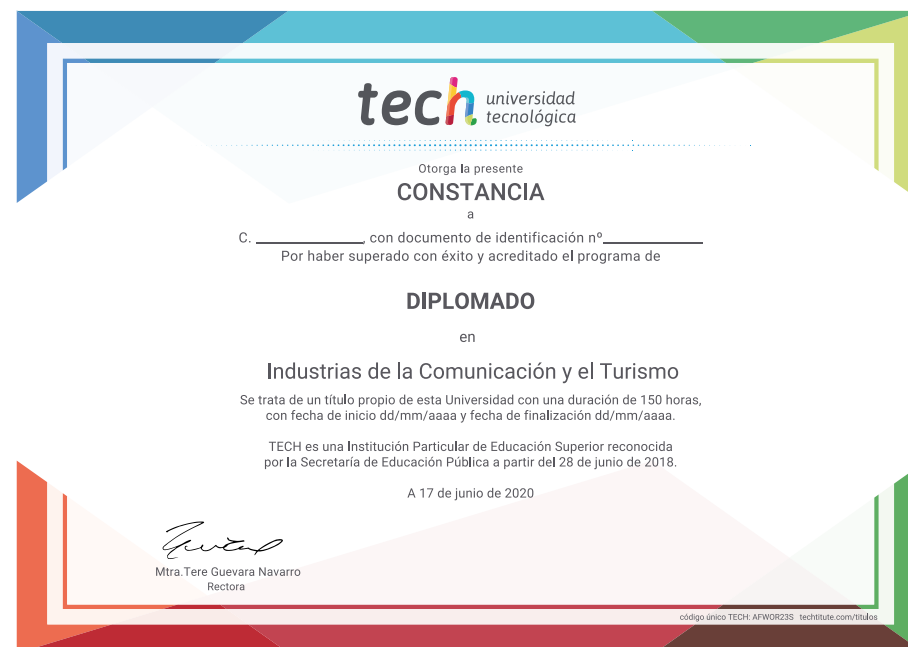 tech universidad
tecnológica
Otorga la presente
CONSTANCIA
a
C. ______________, con documento de identificación nº_____________
Por haber superado con éxito y acreditado el programa de
DIPLOMADO
en
Industrias de la Comunicación y el Turismo
Se trata de un título propio de esta Universidad con una duración de 150 horas,
con fecha de inicio dd/mm/aaaa y fecha de finalización dd/mm/aaaa.
TECH es una Institución Particular de Educación Superior reconocida
por la Secretaría de Educación Pública a partir del 28 de junio de 2018.
A 17 de junio de 2020
Mtra.Tere Guevara Navarro
Rectora
código único TECH: AFWOR23S techtitute.com/titulos